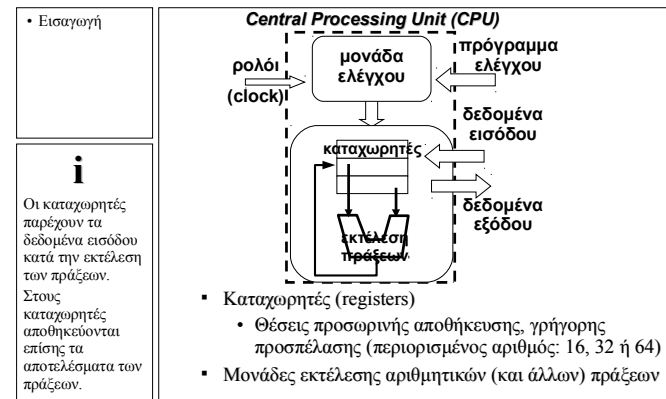 • Εισαγωγή
i
Οι καταχωρητές
παρέχουν τα
δεδομένα εισόδου
κατά την εκτέλεση
των πράξεων.
Στους
καταχωρητές
αποθηκεύονται
επίσης τα
αποτελέσματα των
πράξεων.
Central Processing Unit (CPU)
ρολόι
(clock)
μονάδα
ελέγχου
πρόγραμμα
ελέγχου
δεδομένα
εισόδου
καταχωρητές
δεδομένα
εξόδου
εκτέλεση
πράξεων
▪ Καταχωρητές (registers)
• Θέσεις προσωρινής αποθήκευσης, γρήγορης
προσπέλασης (περιορισμένος αριθμός: 16, 32 ή 64)
▪ Μονάδες εκτέλεσης αριθμητικών (και άλλων) πράξεων